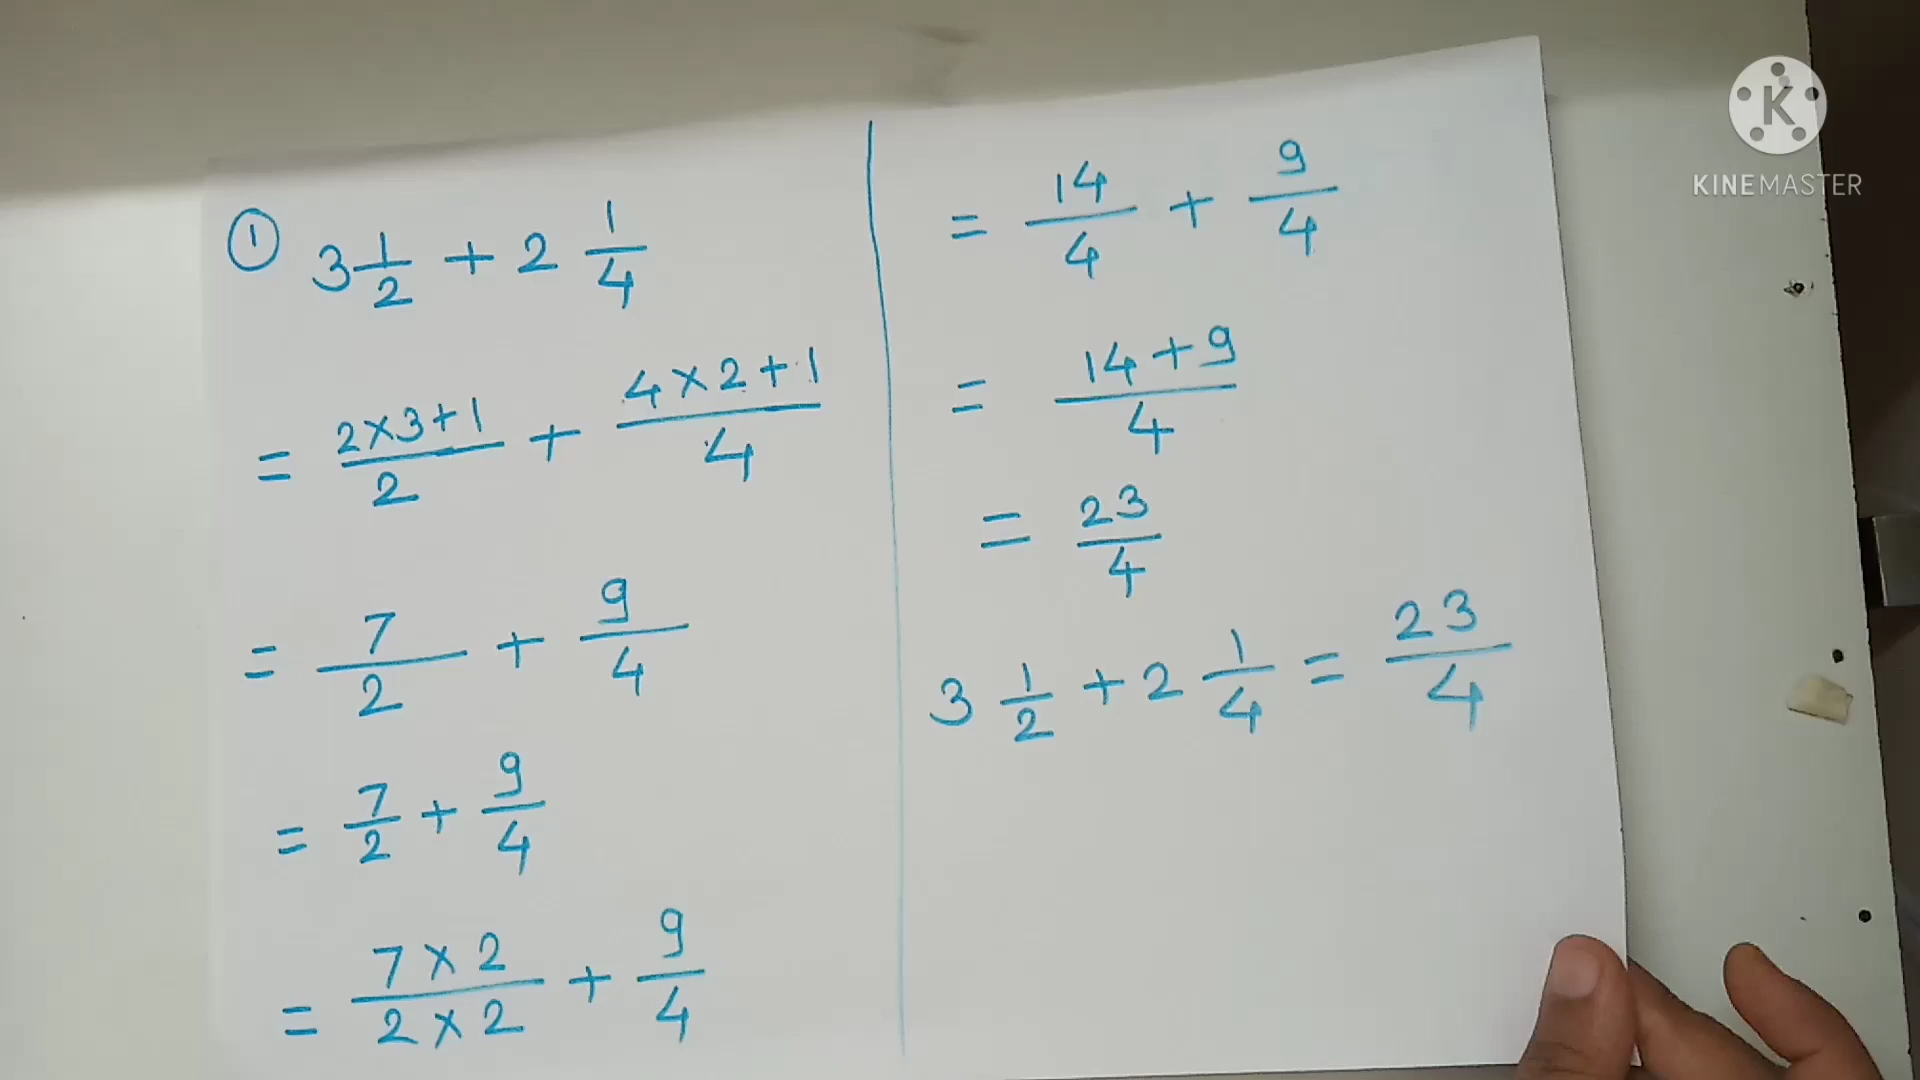 ① 3 1/2 + 2 1/4
= (2×3+1)/2 + (4×2+1)/4
= 7/2 + 9/4
= 7/2 + 9/4
= (7×2)/(2×2) + 9/4
= 14/4 + 9/4
= (14+9)/4
= 23/4
3 1/2 + 2 1/4 = 23/4
K
KINEMASTER